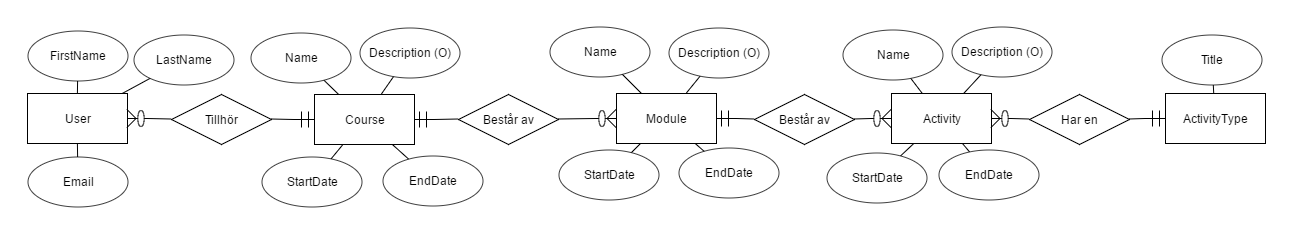 FirstName
LastName
User
Email
Tillhör
Name
Description (O)
Course
StartDate
EndDate
Består av
Name
Description (O)
Module
StartDate
EndDate
Består av
Name
Description (O)
Activity
StartDate
EndDate
Har en
Title
ActivityType